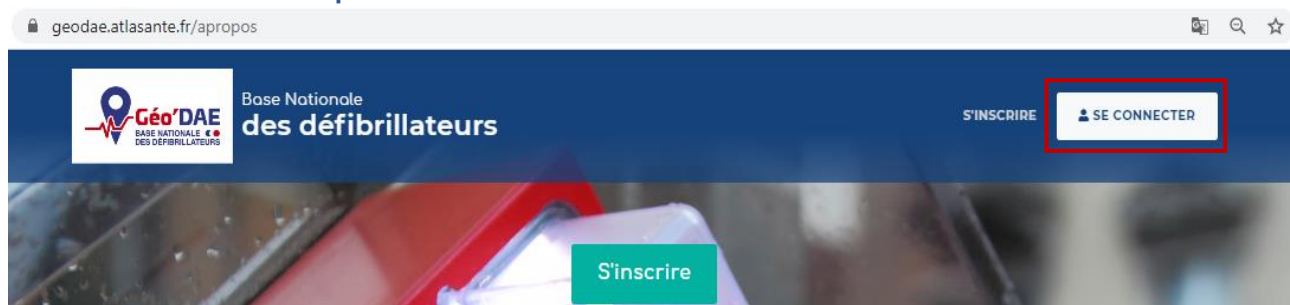 geodae.atlasante.fr/apropos
Géo'DAE
BASE NATIONALE
DES DÉFIBRILLATEURS
Base Nationale
des défibrillateurs
S'INSCRIRE
SE CONNECTER
S'inscrire